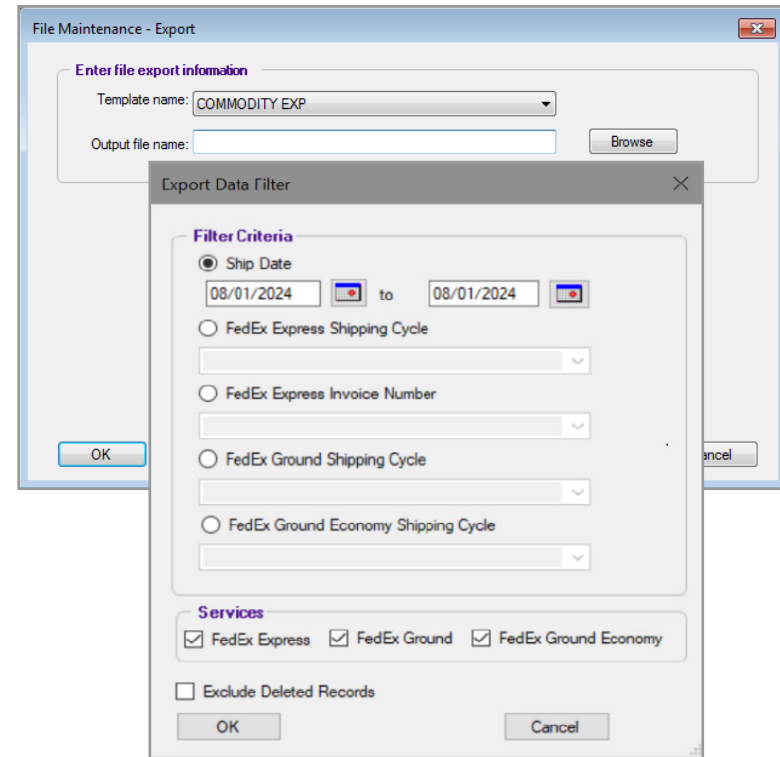 File Maintenance - Export
Enter file export information
Template name: COMMODITY EXP
Output file name:
Browse
Export Data Filter
Filter Criteria
Ship Date
08/01/2024 to 08/01/2024
FedEx Express Shipping Cycle
FedEx Express Invoice Number
FedEx Ground Shipping Cycle
OK
ancel
FedEx Ground Economy Shipping Cycle
Services
FedEx Express FedEx Ground FedEx Ground Economy
Exclude Deleted Records
OK Cancel